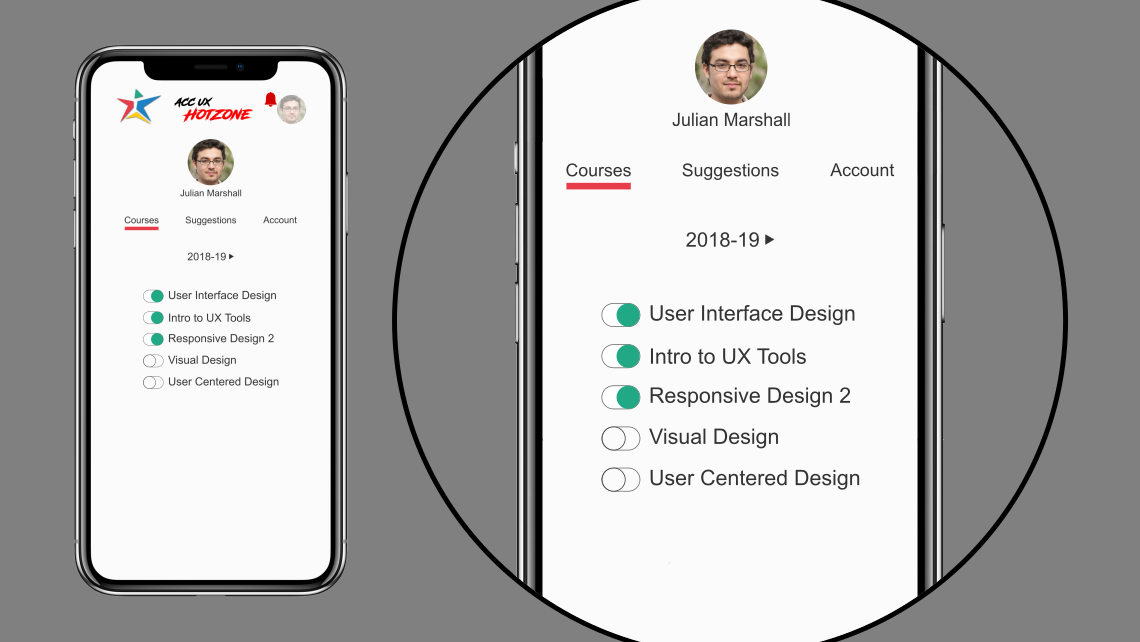 ACC UX
HOTZONE
Julian Marshall
Courses Suggestions Account
2018-19
User Interface Design
Intro to UX Tools
Responsive Design 2
Visual Design
User Centered Design
Julian Marshall
Courses Suggestions Account
2018-19
User Interface Design
Intro to UX Tools
Responsive Design 2
Visual Design
User Centered Design